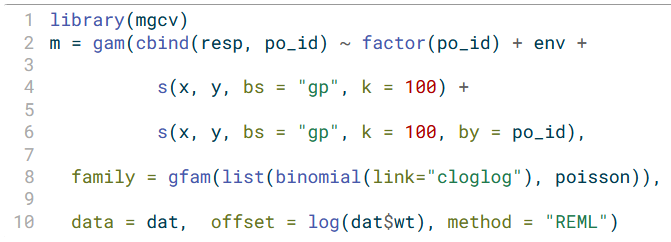 1 library(mgcv)
2 m = gam(cbind(resp, po_id) ~ factor(po_id) + env +
3
4 s(x, y, bs = "gp", k = 100) +
5
6 s(x, y, bs = "gp", k = 100, by = po_id),
7
8 family = gfam(list(binomial(link="cloglog"), poisson)),
9
10 data = dat, offset = log(dat$wt), method = "REML")